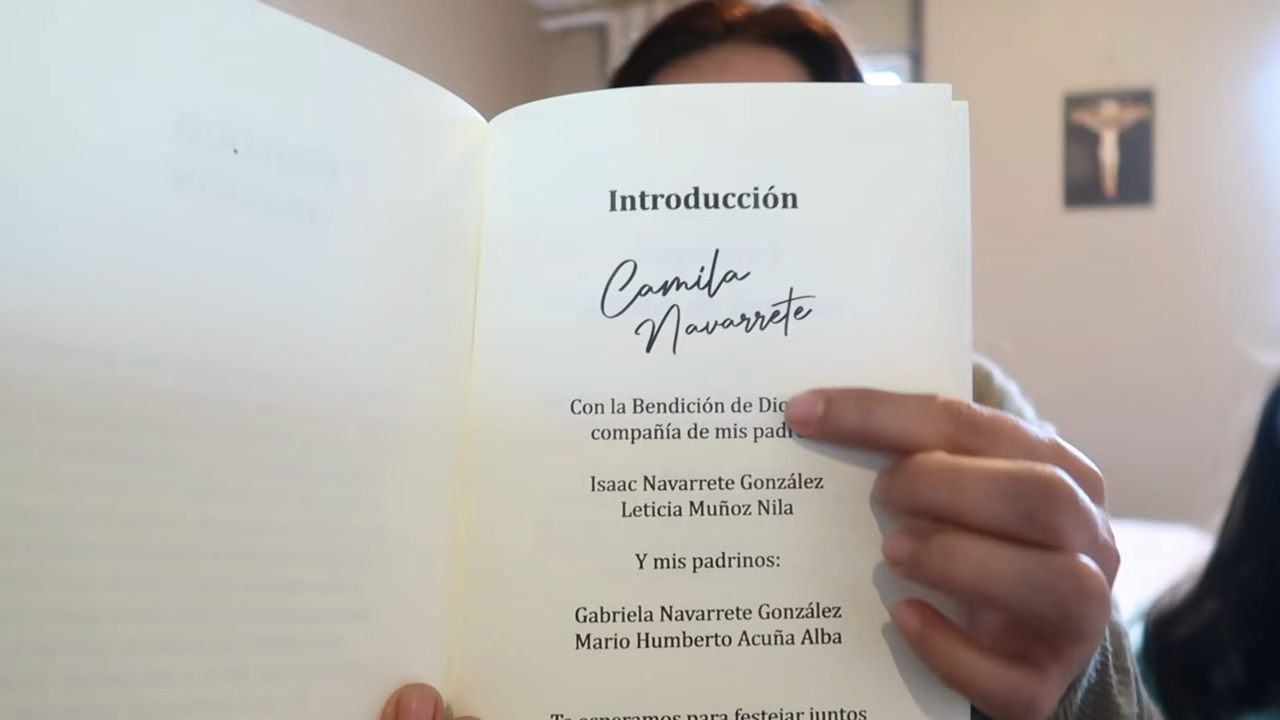 Introducción
Camila
Navarrete
Con la Bendición de
compañía de mis
Isaac Navarrete González
Leticia Muñoz Nila
Y mis padrinos:
Gabriela Navarrete González
Mario Humberto Acuña Alba
Te esperamos para festejar juntos